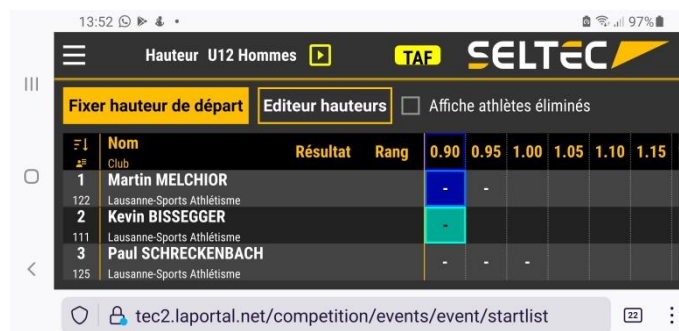 13:52 97%
Hauteur U12 Hommes TAF SELTEC
Fixer hauteur de départ Editeur hauteurs Affiche athlètes éliminés
Nom Résultat Rang 0.90 0.95 1.00 1.05 1.10 1.15
Club
1 Martin MELCHIOR - -
122 Lausanne-Sports Athlétisme
2 Kevin BISSEGGER -
111 Lausanne-Sports Athlétisme
3 Paul SCHRECKENBACH - - -
125 Lausanne-Sports Athlétisme
tec2.laportal.net/competition/events/event/startlist 22